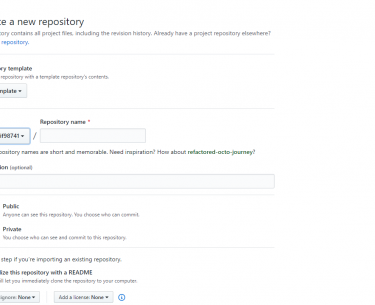 te a new repository
tory contains all project files, including the revision history. Already have a project repository elsewhere?
repository.
ory template
repository with a template repository's contents.
mplate
Repository name *
f98741 /
pository names are short and memorable. Need inspiration? How about refactored-octo-journey?
ion (optional)
Public
Anyone can see this repository. You choose who can commit.
Private
You choose who can see and commit to this repository.
step if you're importing an existing repository.
lize this repository with a README
will let you immediately clone the repository to your computer.
ignore: None Add a license: None